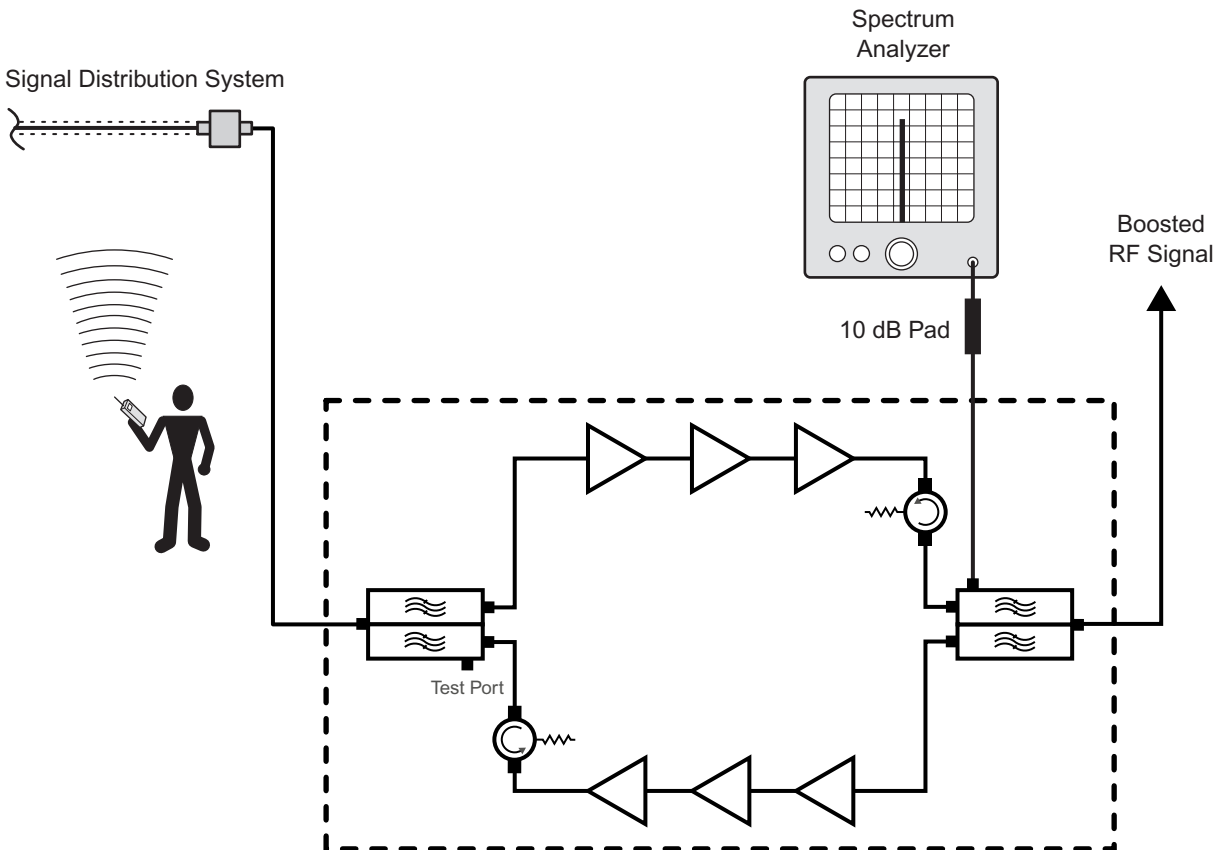 Spectrum
Analyzer
Signal Distribution System
Boosted
RF Signal
10 dB Pad
Test Port